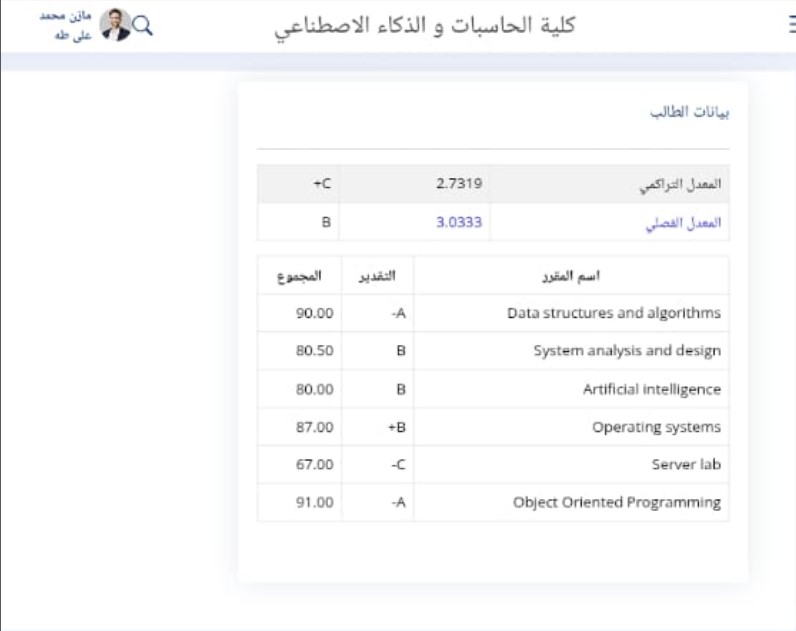 كلية الحاسبات و الذكاء الاصطناعي
مازن محمد
على طه
بيانات الطالب
المعدل التراكمي 2.7319 C+
المعدل الفصلي 3.0333 B
اسم المقرر التقدير المجموع
Data structures and algorithms -A 90.00
System analysis and design B 80.50
Artificial intelligence B 80.00
Operating systems +B 87.00
Server lab -C 67.00
Object Oriented Programming -A 91.00